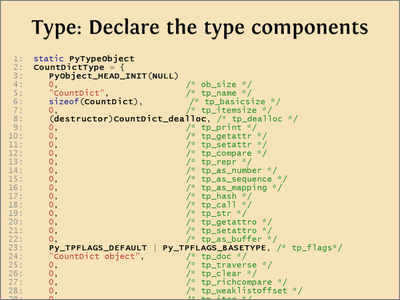 Type: Declare the type components
1: static PyTypeObject
2: CountDictType = {
3: PyObject_HEAD_INIT(NULL)
4: 0, /* ob_size */
5: "CountDict", /* tp_name */
6: sizeof(CountDict), /* tp_basicsize */
7: 0, /* tp_itemsize */
8: (destructor)CountDict_dealloc, /* tp_dealloc */
9: 0, /* tp_print */
10: 0, /* tp_getattr */
11: 0, /* tp_setattr */
12: 0, /* tp_compare */
13: 0, /* tp_repr */
14: 0, /* tp_as_number */
15: 0, /* tp_as_sequence */
16: 0, /* tp_as_mapping */
17: 0, /* tp_hash */
18: 0, /* tp_call */
19: 0, /* tp_str */
20: 0, /* tp_getattro */
21: 0, /* tp_setattro */
22: 0, /* tp_as_buffer */
23: Py_TPFLAGS_DEFAULT | Py_TPFLAGS_BASETYPE, /* tp_flags*/
24: "CountDict object", /* tp_doc */
25: 0, /* tp_traverse */
26: 0, /* tp_clear */
27: 0, /* tp_richcompare */
28: 0, /* tp_weaklistoffset */